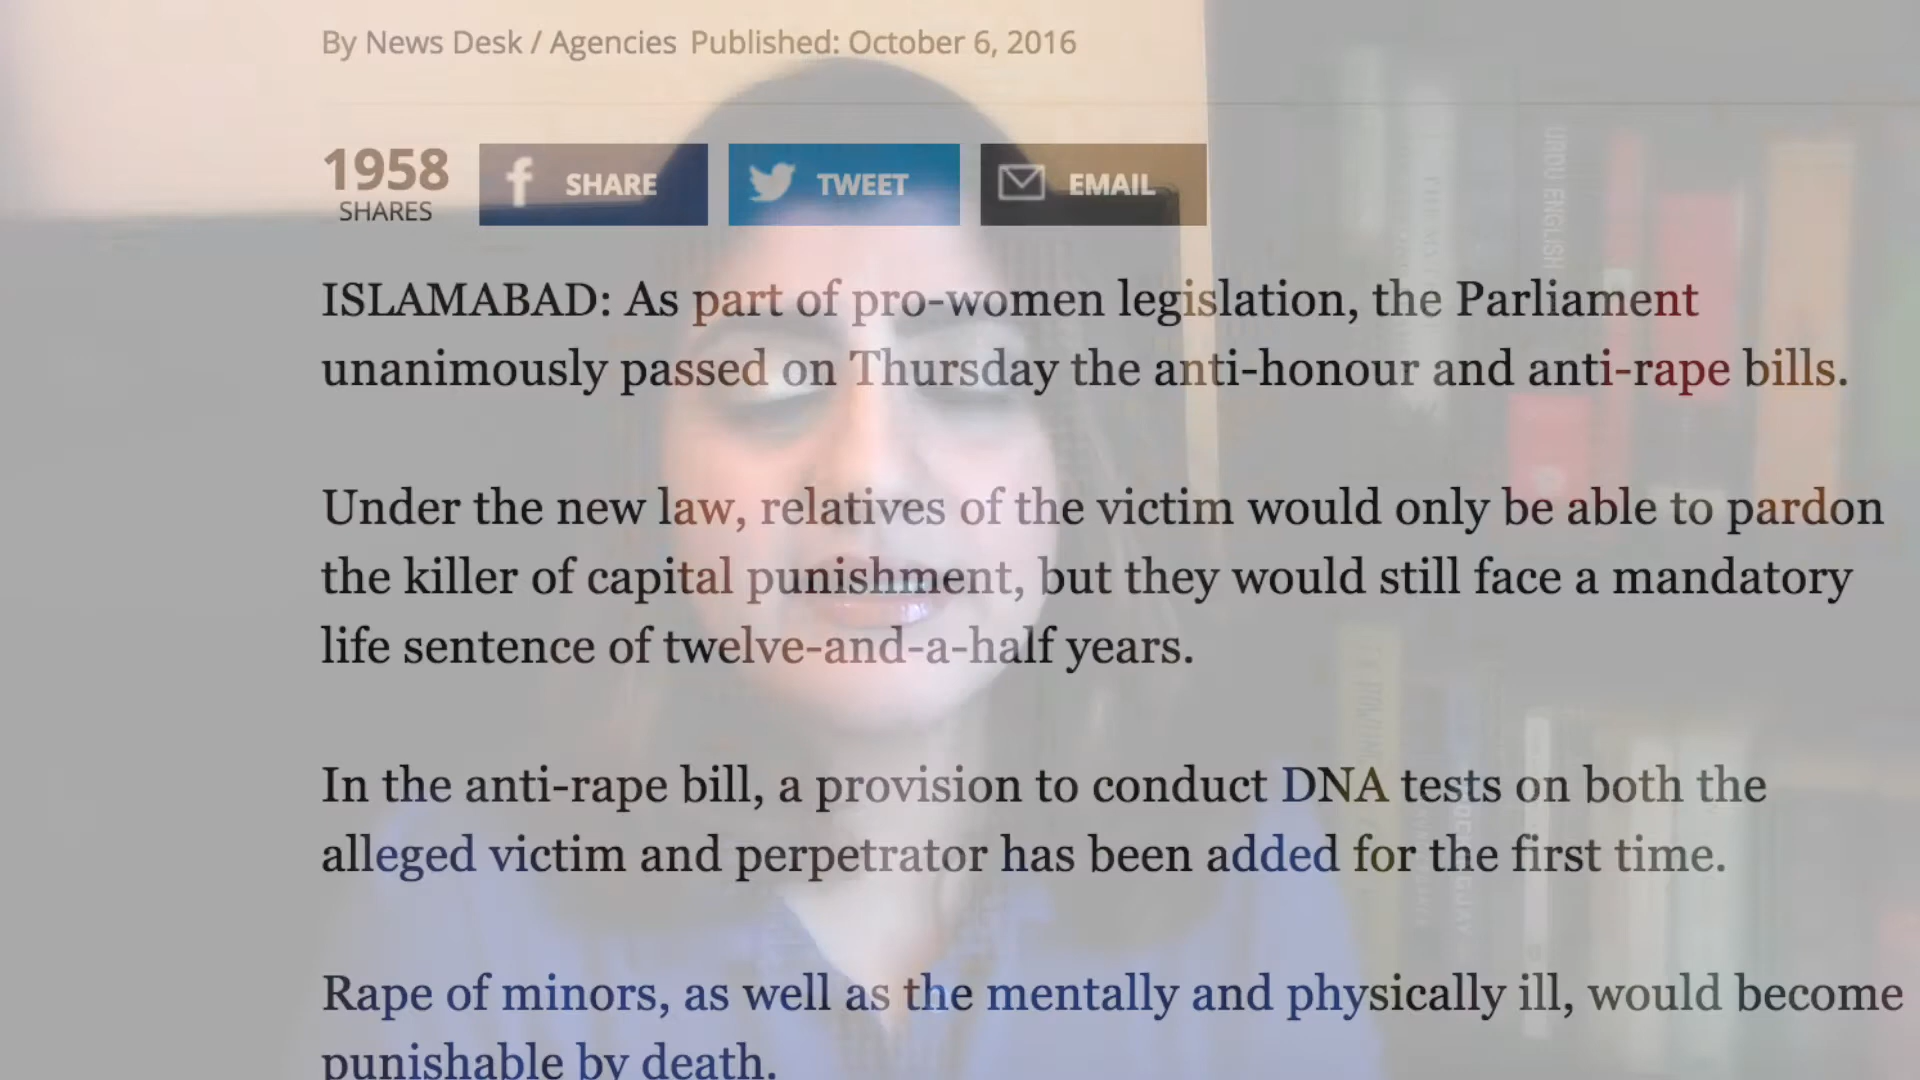 By News Desk / Agencies Published: October 6, 2016
1958
SHARES
f SHARE
TWEET
EMAIL
URDU ENGLISH
ISLAMABAD: As part of pro-women legislation, the Parliament
unanimously passed on Thursday the anti-honour and anti-rape bills.
Under the new law, relatives of the victim would only be able to pardon
the killer of capital punishment, but they would still face a mandatory
life sentence of twelve-and-a-half years.
In the anti-rape bill, a provision to conduct DNA tests on both the
alleged victim and perpetrator has been added for the first time.
Rape of minors, as well as the mentally and physically ill, would become
punishable by death.